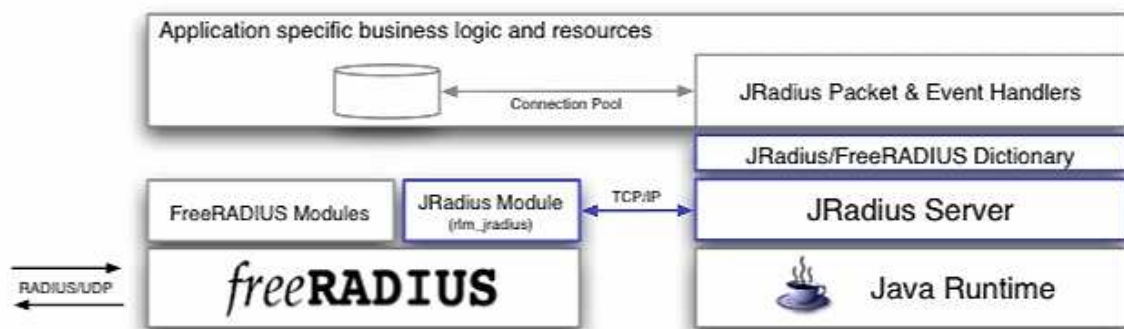 Application specific business logic and resources
Connection Pool
JRadius Packet & Event Handlers
JRadius/FreeRADIUS Dictionary
FreeRADIUS Modules
JRadius Module
(rlm_jradius)
TCP/IP
JRadius Server
RADIUS/UDP
freeRADIUS
Java Runtime